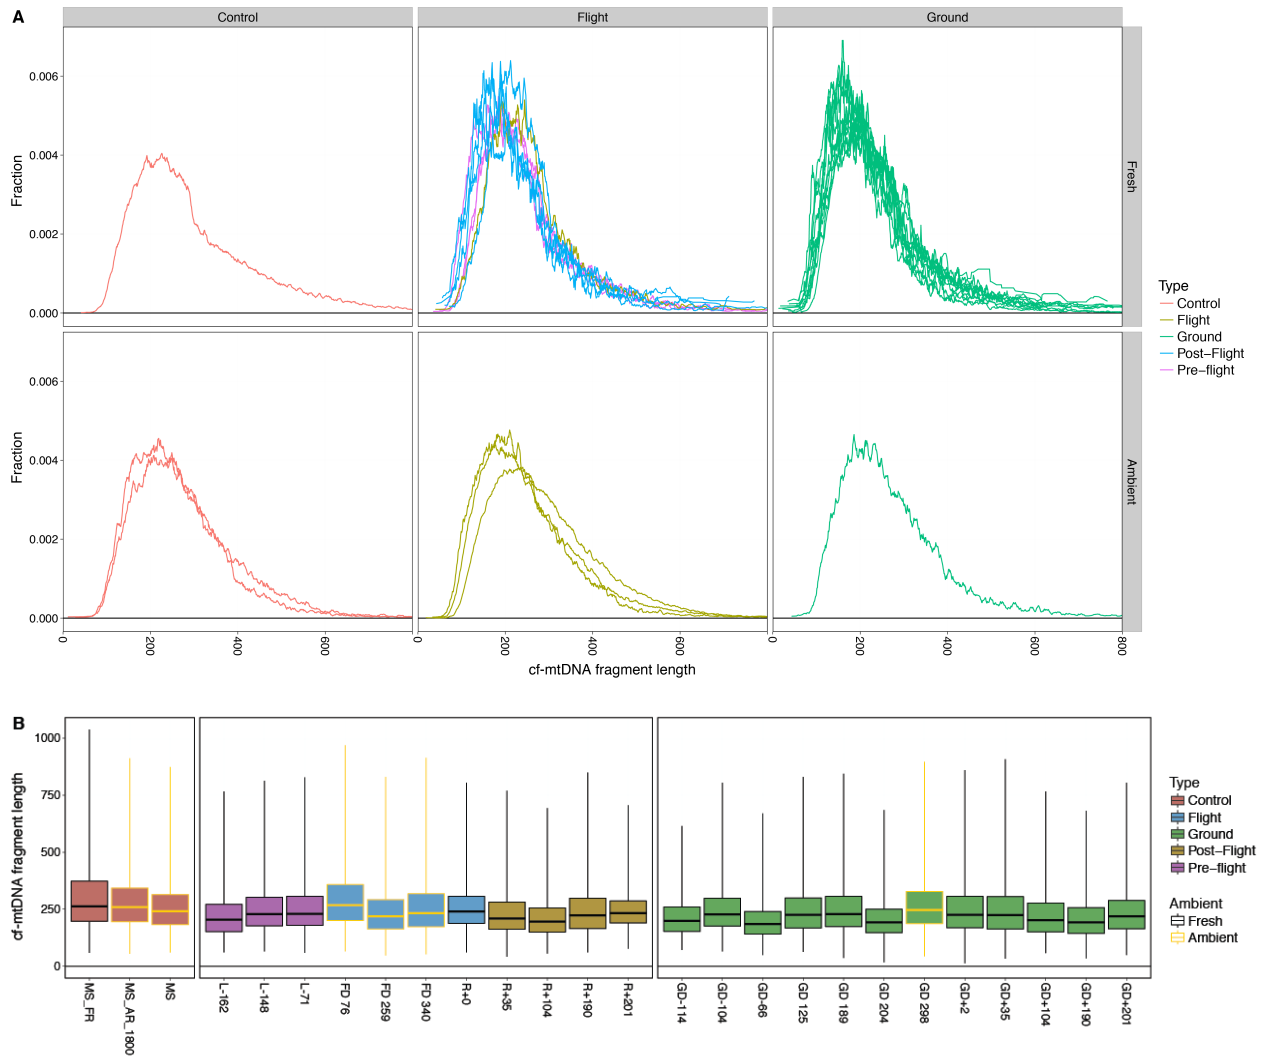 A
Control
Flight
Ground
Fraction
0.006
0.004
0.002
0.000
Fresh
Fraction
0.006
0.004
0.002
0.000
Ambient
0
200
400
600
0
200
400
600
0
200
400
600
800
cf-mtDNA fragment length
Type
Control
Flight
Ground
Post-Flight
Pre-flight
B
cf-mtDNA fragment length
1000
750
500
250
0
MS_FR
MS_AR_1800
MS
L-162
L-148
L-71
FD 76
FD 259
FD 340
R+0
R+35
R+104
R+190
R+201
GD-114
GD-104
GD-66
GD 125
GD 189
GD 204
GD 298
GD+2
GD+35
GD+104
GD+190
GD+201
Type
Control
Flight
Ground
Post-Flight
Pre-flight
Ambient
Fresh
Ambient